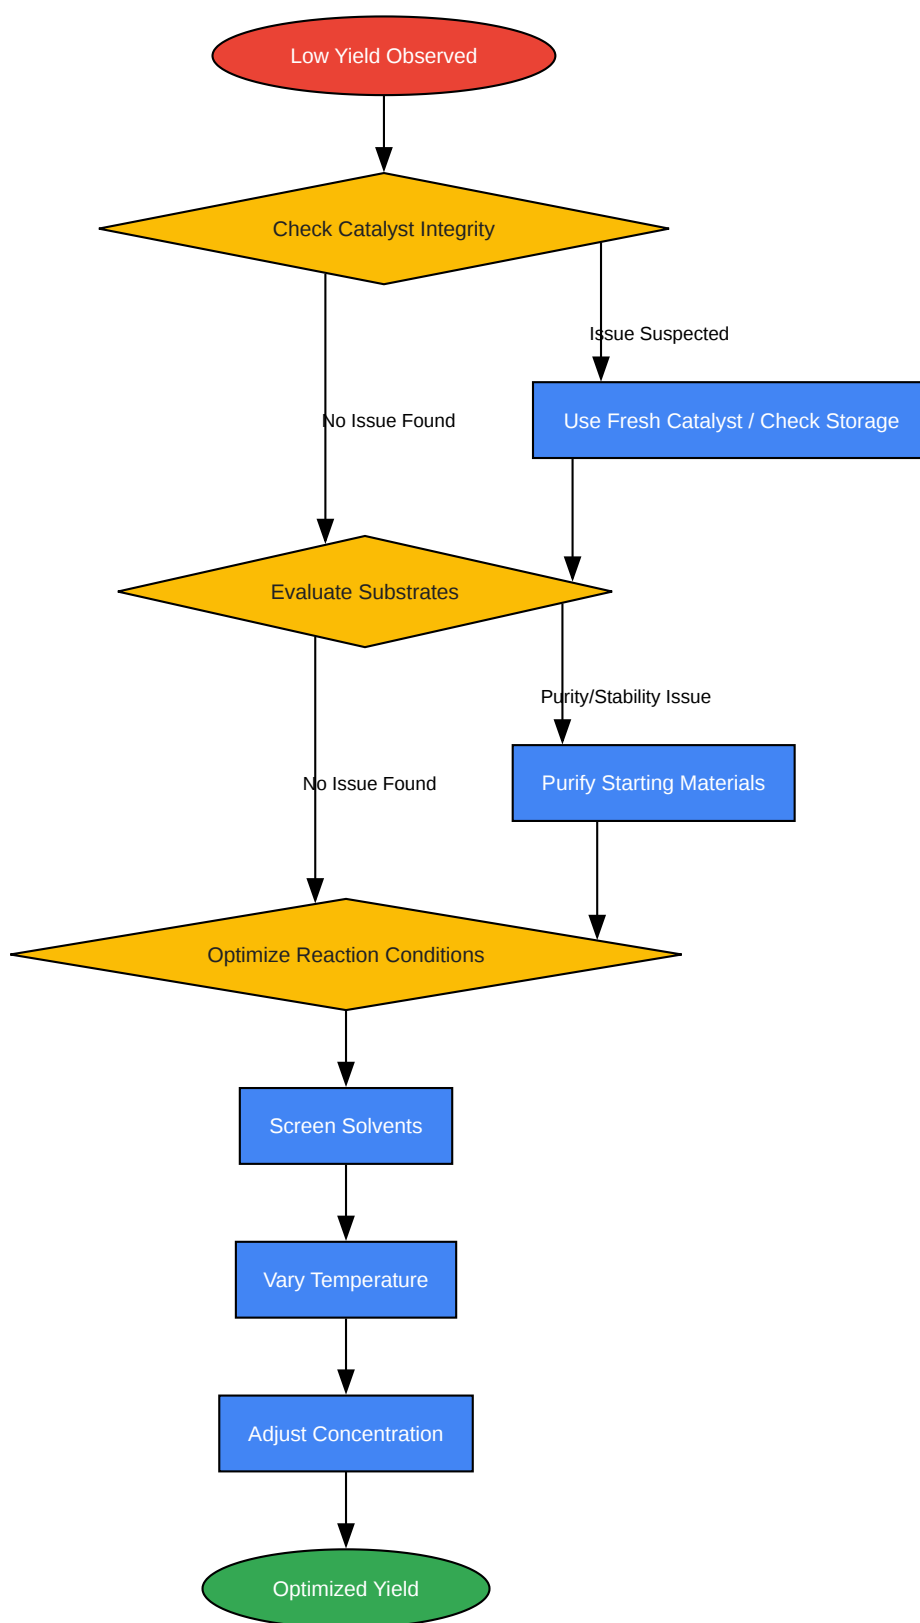 Low Yield Observed
Check Catalyst Integrity
Issue Suspected
No Issue Found
Use Fresh Catalyst / Check Storage
Evaluate Substrates
Purity/Stability Issue
No Issue Found
Purify Starting Materials
Optimize Reaction Conditions
Screen Solvents
Vary Temperature
Adjust Concentration
Optimized Yield